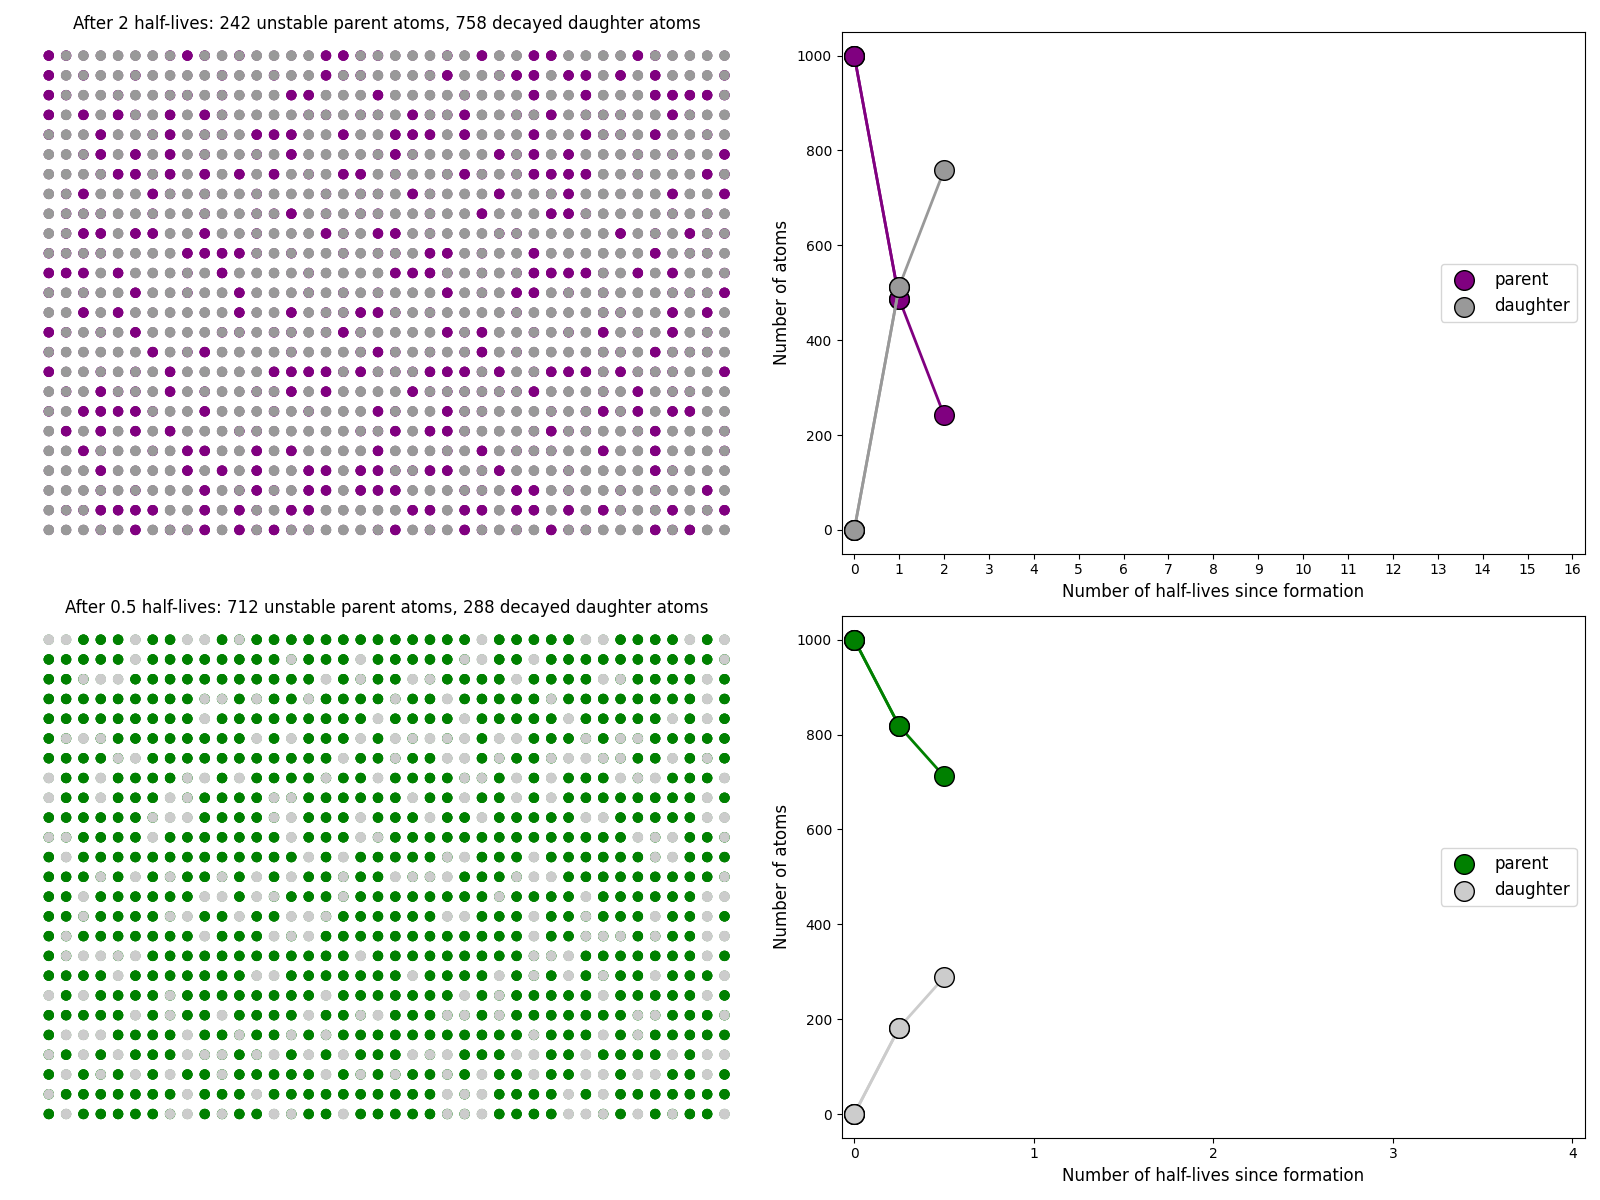 After 2 half-lives: 242 unstable parent atoms, 758 decayed daughter atoms
1000
800
600
400
200
0
Number of atoms
parent
daughter
0 1 2 3 4 5 6 7 8 9 10 11 12 13 14 15 16
Number of half-lives since formation
After 0.5 half-lives: 712 unstable parent atoms, 288 decayed daughter atoms
1000
800
600
400
200
0
Number of atoms
parent
daughter
0 1 2 3 4
Number of half-lives since formation